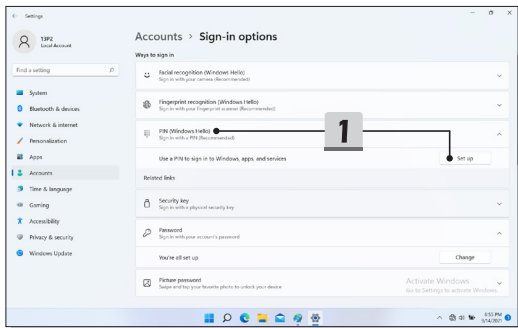 Settings
13P2
Local Account
Find a setting
System
Bluetooth & devices
Network & internet
Personalization
Apps
Accounts
Time & language
Gaming
Accessibility
Privacy & security
Windows Update
Accounts > Sign-in options
Ways to sign in
Facial recognition (Windows Hello)
Sign in with your camera (Recommended)
Fingerprint recognition (Windows Hello)
Sign in with your fingerprint scanner (Recommended)
PIN (Windows Hello)
Sign in with a PIN (Recommended)
1
Use a PIN to sign in to Windows, apps, and services
Set up
Related links
Security key
Sign in with a physical security key
Password
Sign in with your account's password
You're all set up
Change
Picture password
Swipe and tap your favorite photo to unlock your device
Activate Windows
Go to Settings to activate Windows.
6:55 PM
5/14/2021